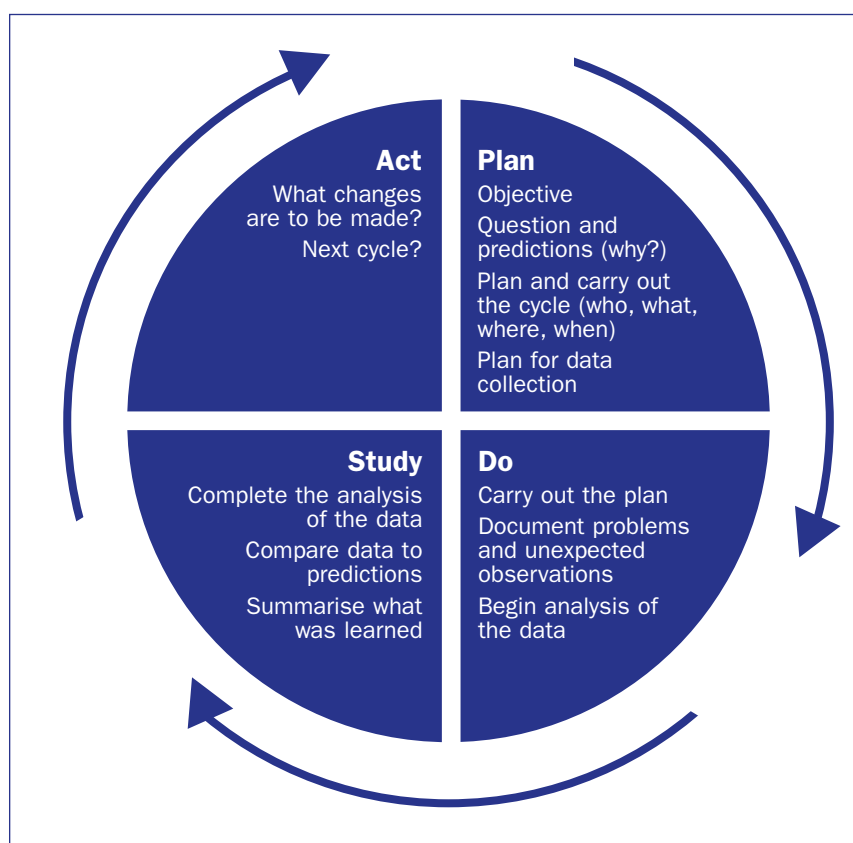 Act
What changes
are to be made?
Next cycle?
Plan
Objective
Question and
predictions (why?)
Plan and carry out
the cycle (who, what,
where, when)
Plan for data
collection
Study
Complete the analysis
of the data
Compare data to
predictions
Summarise what
was learned
Do
Carry out the plan
Document problems
and unexpected
observations
Begin analysis of
the data